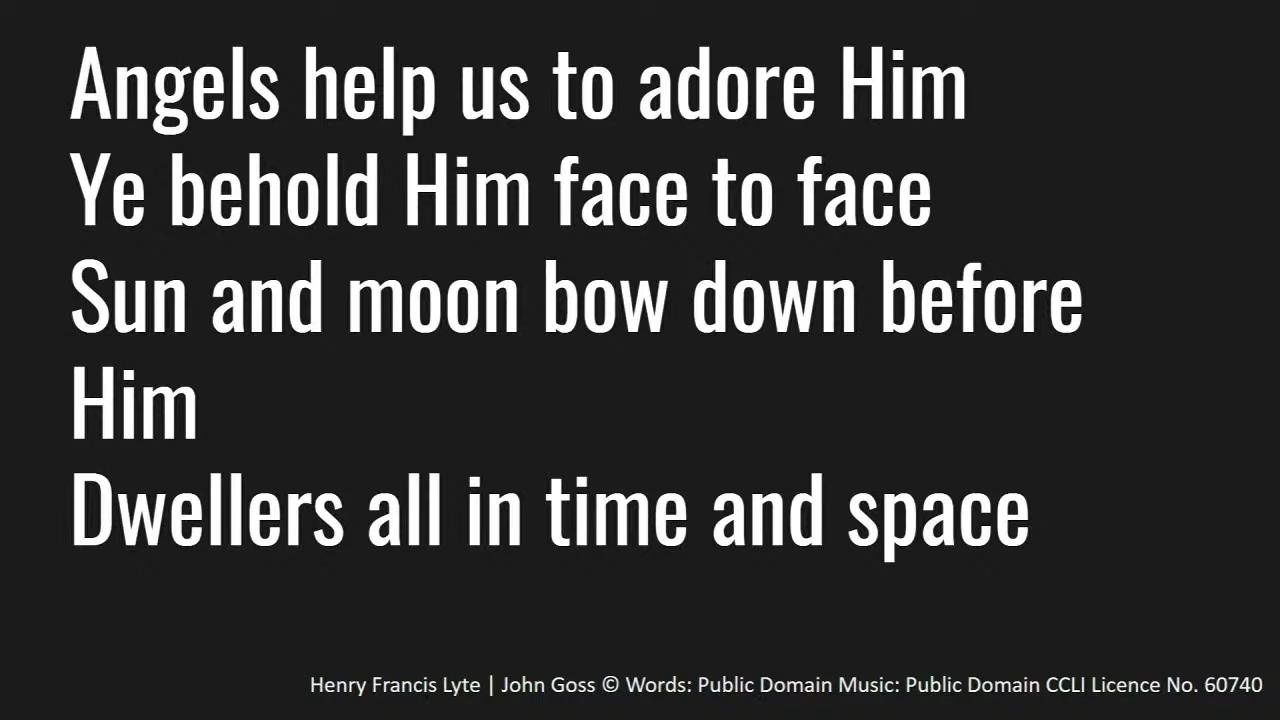 Angels help us to adore Him
Ye behold Him face to face
Sun and moon bow down before
Him
Dwellers all in time and space
Henry Francis Lyte | John Goss © Words: Public Domain Music: Public Domain CCLI Licence No. 60740